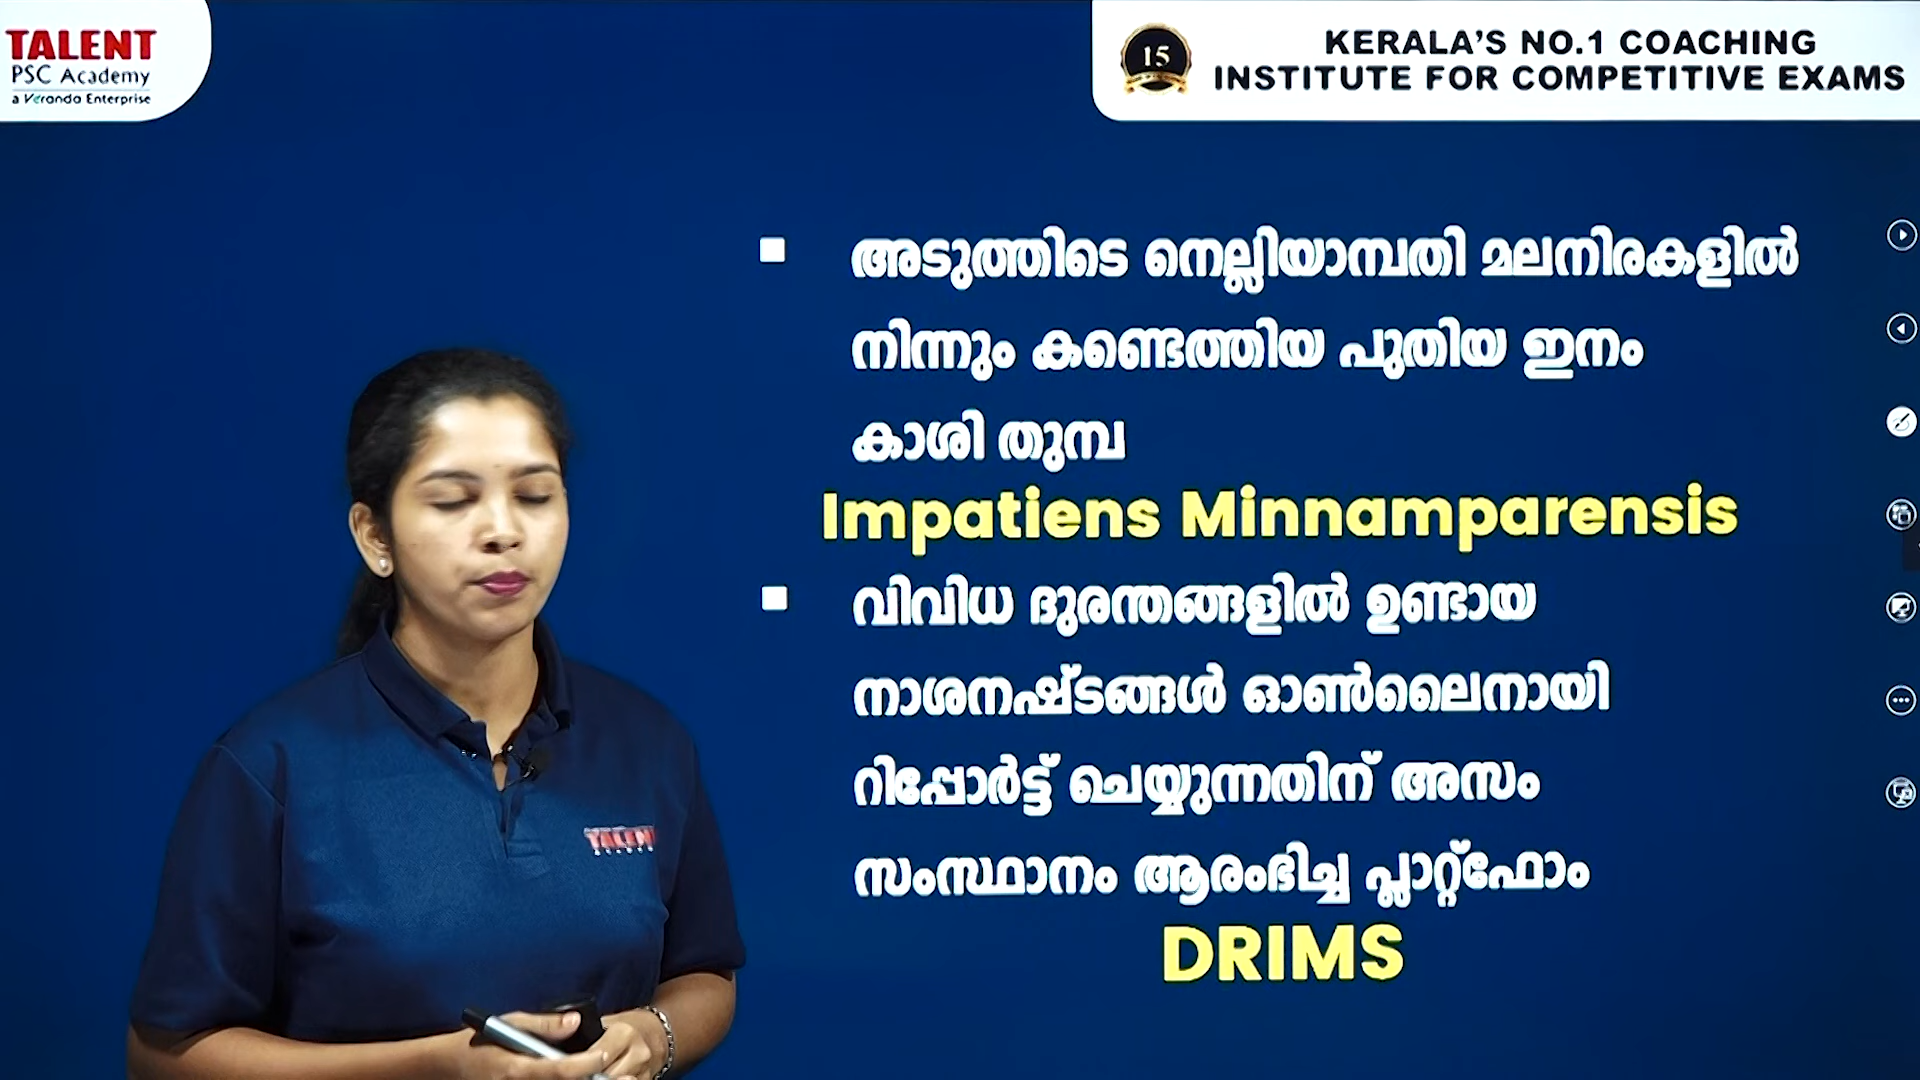 TALENT
PSC Academy
a Veranda Enterprise
15
KERALA'S NO.1 COACHING
INSTITUTE FOR COMPETITIVE EXAMS
അടുത്തിടെ നെല്ലിയാമ്പതി മലനിരകളിൽ
നിന്നും കണ്ടെത്തിയ പുതിയ ഇനം
കാശി തുമ്പ
Impatiens Minnamparensis
വിവിധ ദുരന്തങ്ങളിൽ ഉണ്ടായ
നാശനഷ്ടങ്ങൾ ഓൺലൈനായി
റിപ്പോർട്ട് ചെയ്യുന്നതിന് അസം
സംസ്ഥാനം ആരംഭിച്ച പ്ലാറ്റ്ഫോം
DRIMS
TALENT